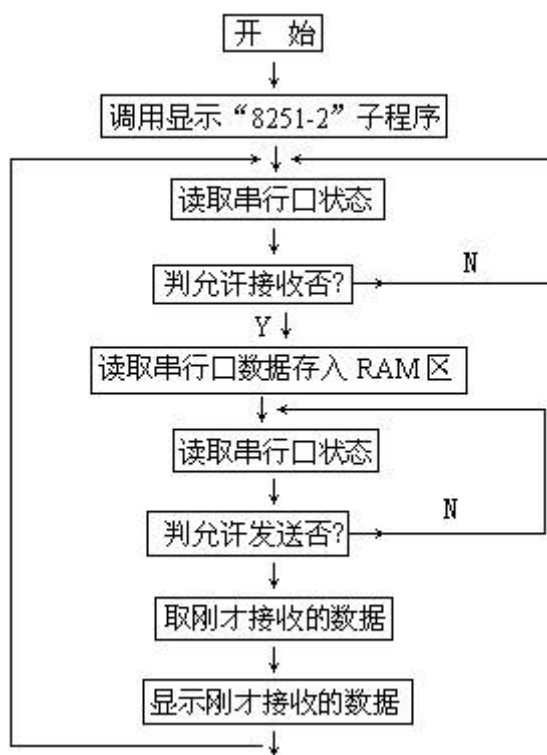 开 始
调用显示“8251-2”子程序
读取串行口状态
判允许接收否?
N
Y
读取串行口数据存入 RAM 区
读取串行口状态
判允许发送否?
N
取刚才接收的数据
显示刚才接收的数据